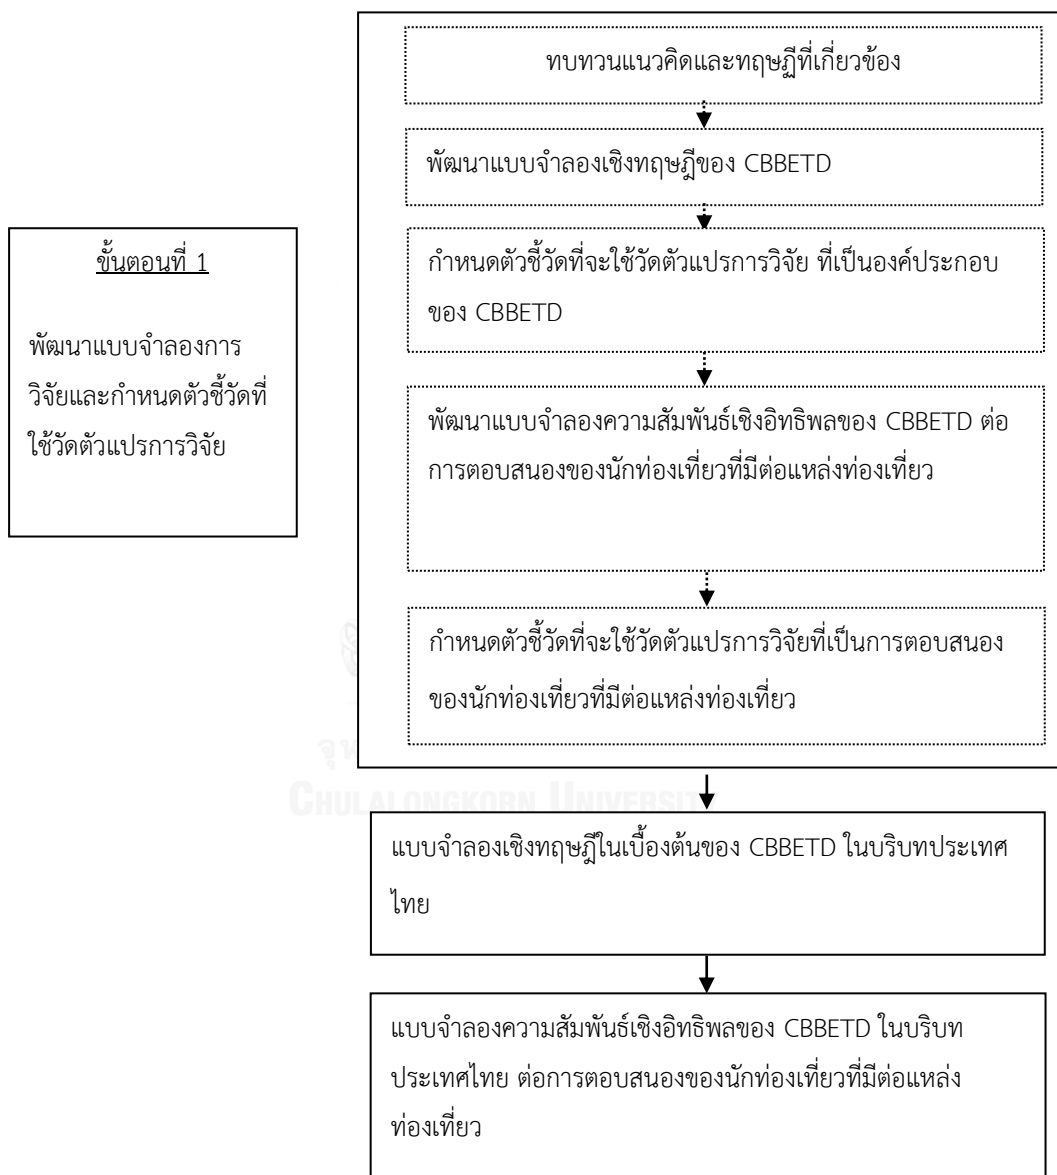 ทบทวนแนวคิดและทฤษฎีที่เกี่ยวข้อง
พัฒนาแบบจำลองเชิงทฤษฎีของ CBBETD
ขั้นตอนที่ 1
พัฒนาแบบจำลองการ
วิจัยและกำหนดตัวชี้วัดที่
ใช้วัดตัวแปรการวิจัย
กำหนดตัวชี้วัดที่จะใช้วัดตัวแปรการวิจัย ที่เป็นองค์ประกอบ
ของ CBBETD
พัฒนาแบบจำลองความสัมพันธ์เชิงอิทธิพลของ CBBETD ต่อ
การตอบสนองของนักท่องเที่ยวที่มีต่อแหล่งท่องเที่ยว
กำหนดตัวชี้วัดที่จะใช้วัดตัวแปรการวิจัยที่เป็นการตอบสนอง
ของนักท่องเที่ยวที่มีต่อแหล่งท่องเที่ยว
CHULALONGKORN UNIVERSITY
แบบจำลองเชิงทฤษฎีในเบื้องต้นของ CBBETD ในบริบทประเทศ
ไทย
แบบจำลองความสัมพันธ์เชิงอิทธิพลของ CBBETD ในบริบท
ประเทศไทย ต่อการตอบสนองของนักท่องเที่ยวที่มีต่อแหล่ง
ท่องเที่ยว